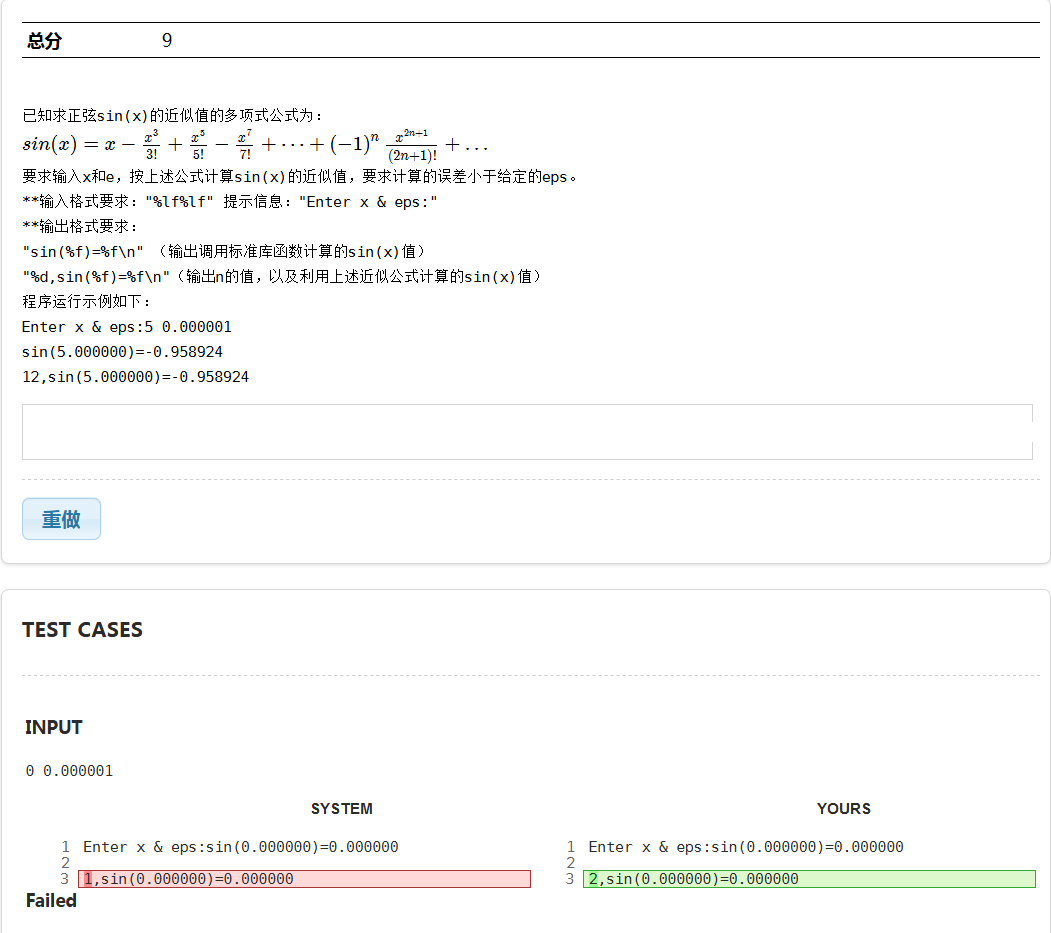 总分 9
已知求正弦sin(x)的近似值的多项式公式为：
sin(x) = x − x³/3! + x⁵/5! − x⁷/7! + ⋯ + (−1)ⁿ x²ⁿ⁺¹/(2n+1)! + …
要求输入x和e，按上述公式计算sin(x)的近似值，要求计算的误差小于给定的eps。
**输入格式要求："%lf%lf" 提示信息："Enter x & eps:"
**输出格式要求：
"sin(%f)=%f\n" （输出调用标准库函数计算的sin(x)值）
"%d,sin(%f)=%f\n"（输出n的值，以及利用上述近似公式计算的sin(x)值）
程序运行示例如下：
Enter x & eps:5 0.000001
sin(5.000000)=-0.958924
12,sin(5.000000)=-0.958924
重做
TEST CASES
INPUT
0 0.000001
SYSTEM YOURS
1 Enter x & eps:sin(0.000000)=0.000000 1 Enter x & eps:sin(0.000000)=0.000000
2 2
3 1,sin(0.000000)=0.000000 3 2,sin(0.000000)=0.000000
Failed